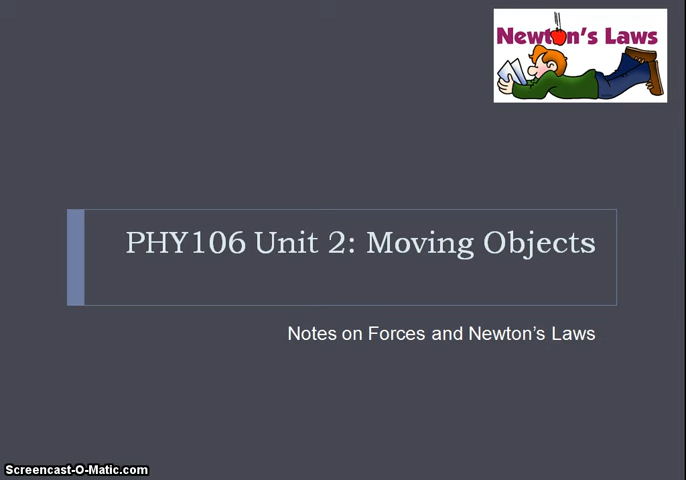 Newton's Laws
PHY106 Unit 2: Moving Objects
Notes on Forces and Newton’s Laws
Screencast-O-Matic.com